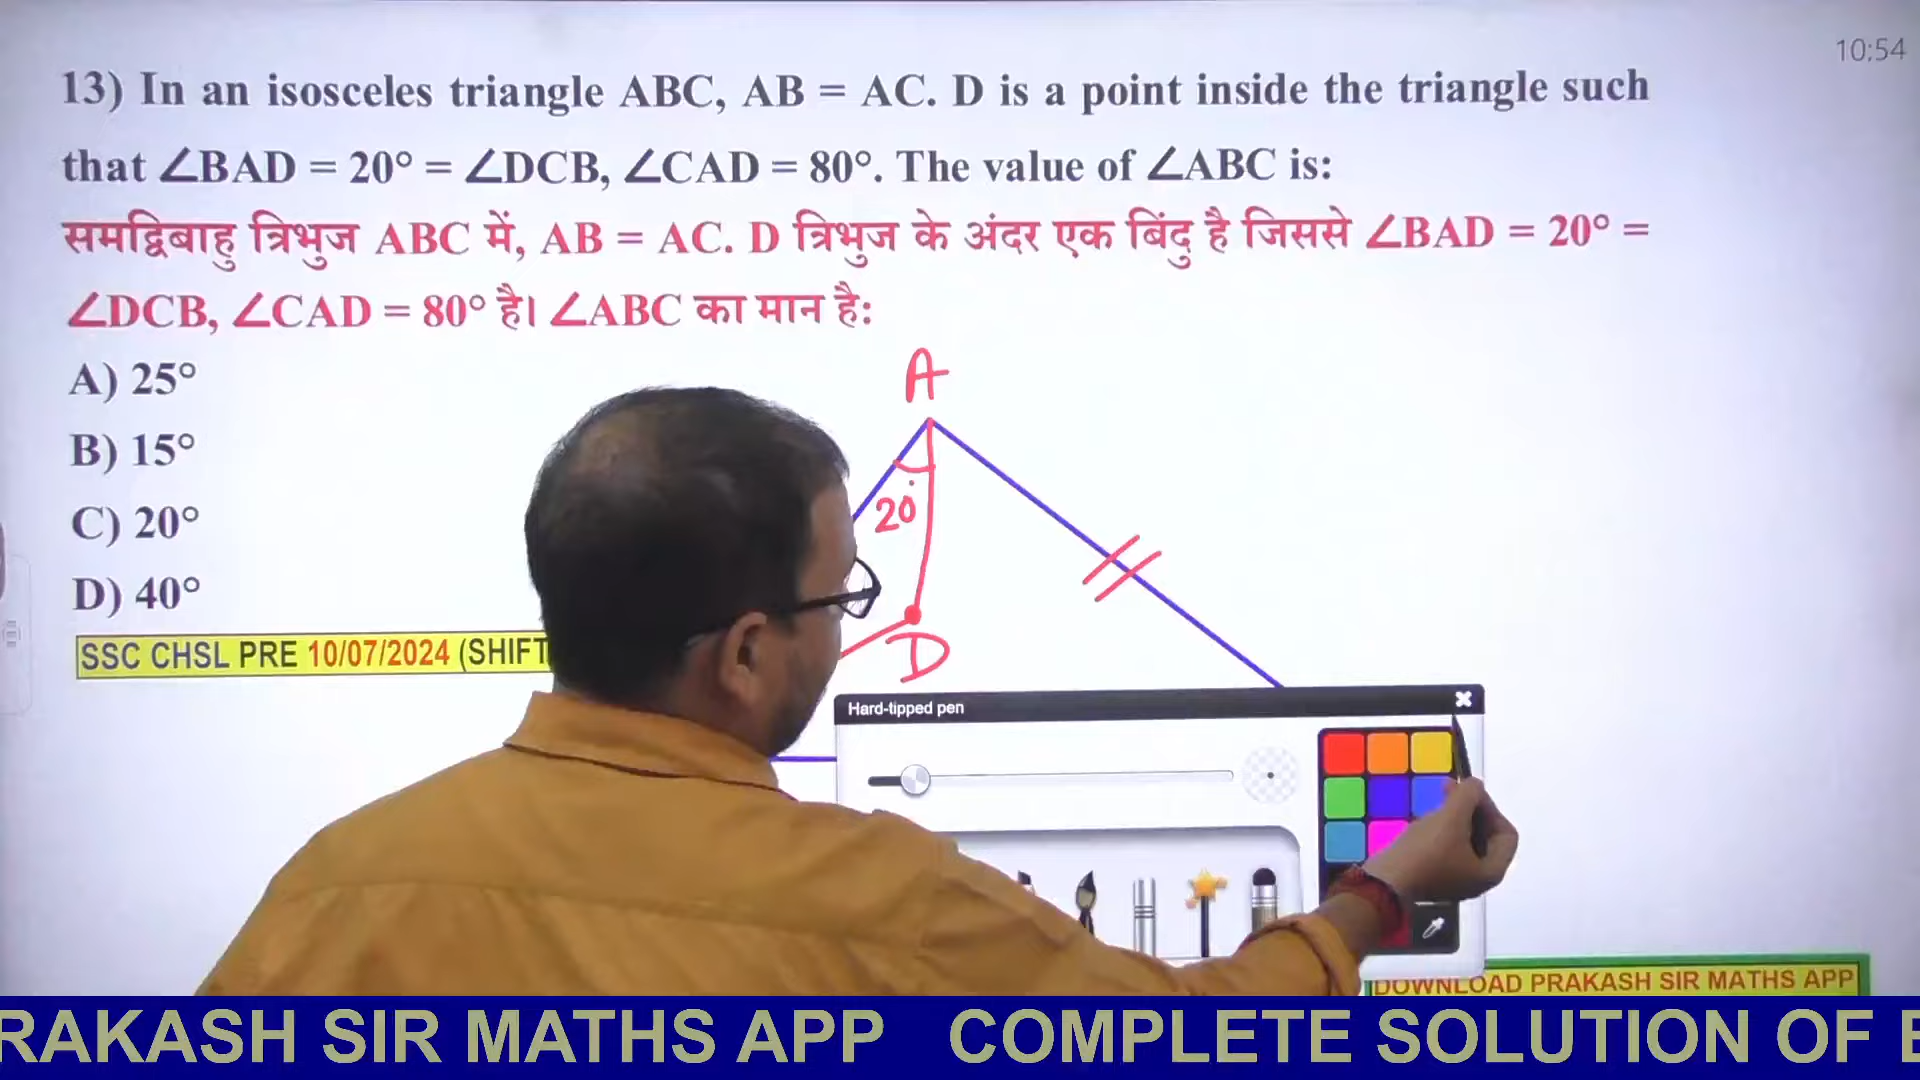 10:54
13) In an isosceles triangle ABC, AB = AC. D is a point inside the triangle such
that ∠BAD = 20° = ∠DCB, ∠CAD = 80°. The value of ∠ABC is:
समद्विबाहु त्रिभुज ABC में, AB = AC. D त्रिभुज के अंदर एक बिंदु है जिससे ∠BAD = 20° =
∠DCB, ∠CAD = 80° है। ∠ABC का मान है:
A) 25°
B) 15°
C) 20°
D) 40°
A
20°
D
SSC CHSL PRE 10/07/2024 (SHIFT
Hard-tipped pen
DOWNLOAD PRAKASH SIR MATHS APP
RAKASH SIR MATHS APP COMPLETE SOLUTION OF